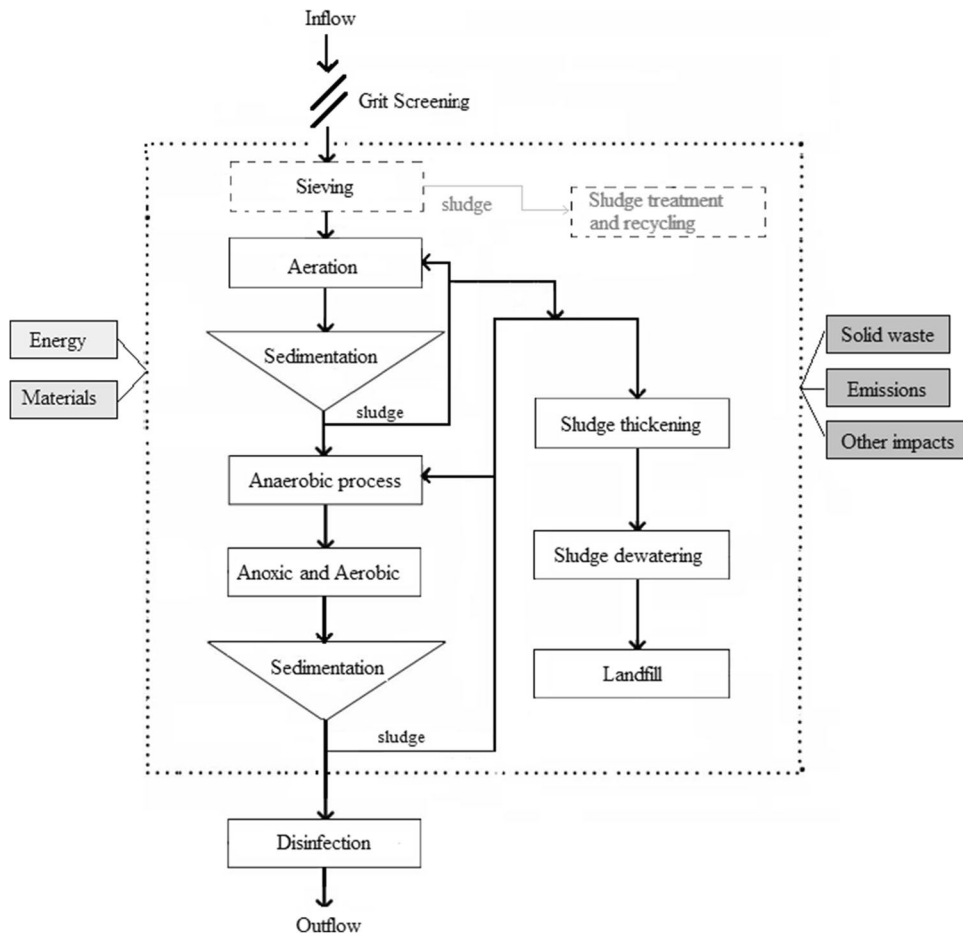 Inflow
Grit Screening
Sieving
sludge
Sludge treatment
and recycling
Aeration
Energy
Materials
Sedimentation
sludge
Solid waste
Emissions
Other impacts
Sludge thickening
Anaerobic process
Sludge dewatering
Anoxic and Aerobic
Sedimentation
Landfill
sludge
Disinfection
Outflow